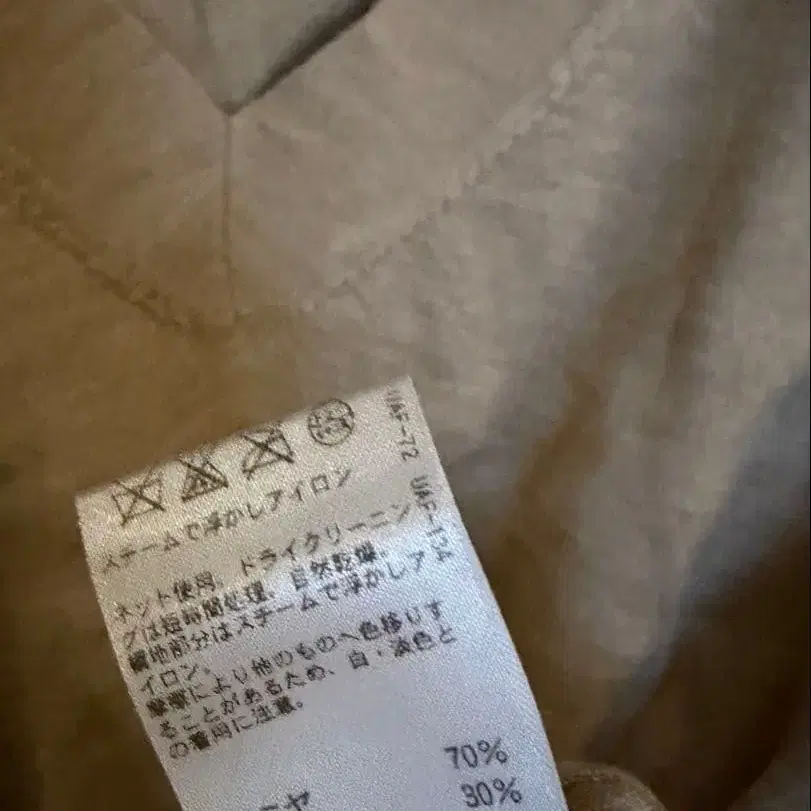 UAF-72 UAF-134
スチームで浮かしアイロン
ネット使用。ドライクリーニン
グは短時間処理、自然乾燥。
織地部分はスチームで浮かしア
イロン。
摩擦により他のものへ色移りす
ることがあるため、白・淡色と
の着用に注意。
70%
30%